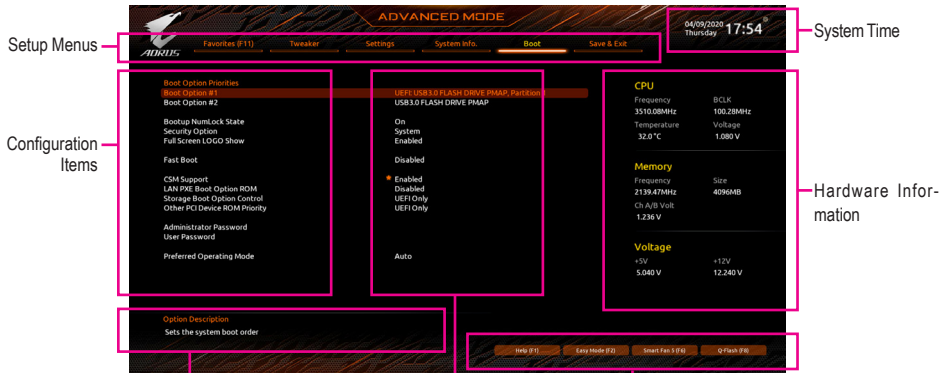 ADVANCED MODE
04/09/2020 Thursday 17:54
System Time
Setup Menus
AORUS
Favorites (F11) Tweaker Settings System Info. Boot Save & Exit
Configuration Items
Boot Option Priorities
Boot Option #1 UEFI: USB3.0 FLASH DRIVE PMAP, Partition 1
Boot Option #2 USB3.0 FLASH DRIVE PMAP
Bootup NumLock State On
Security Option System
Full Screen LOGO Show Enabled
Fast Boot Disabled
CSM Support * Enabled
LAN PXE Boot Option ROM Disabled
Storage Boot Option Control UEFI Only
Other PCI Device ROM Priority UEFI Only
Administrator Password
User Password
Preferred Operating Mode Auto
CPU
Frequency BCLK
3510.08MHz 100.28MHz
Temperature Voltage
32.0 °C 1.080 V
Memory
Frequency Size
2139.47MHz 4096MB
Ch A/B Volt
1.236 V
Voltage
+5V +12V
5.040 V 12.240 V
Hardware Infor-
mation
Option Description
Sets the system boot order
Help (F1) Easy Mode (F2) Smart Fan 5 (F6) Q-Flash (F8)